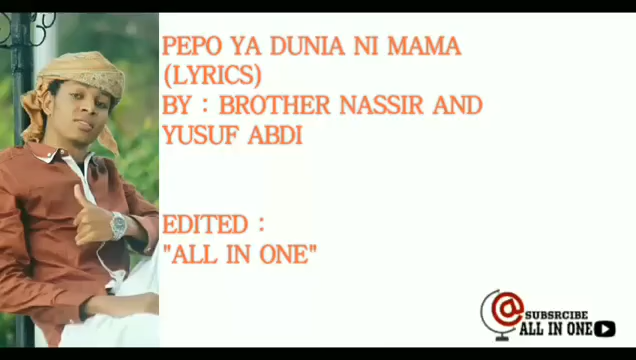 PEPO YA DUNIA NI MAMA
(LYRICS)
BY : BROTHER NASSIR AND
YUSUF ABDI
EDITED :
"ALL IN ONE"
@ SUBSRCIBE
ALL IN ONE